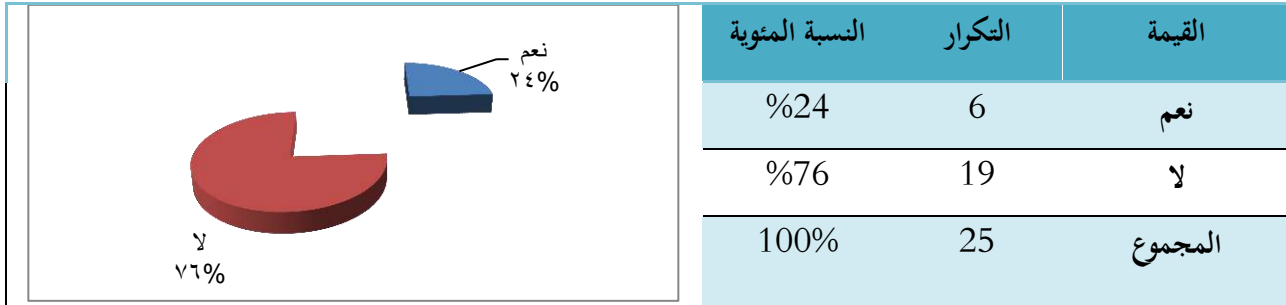 القيمة التكرار النسبة المئوية
نعم 6 %24
لا 19 %76
المجموع 25 100%
نعم
٢٤%
لا
٧٦%